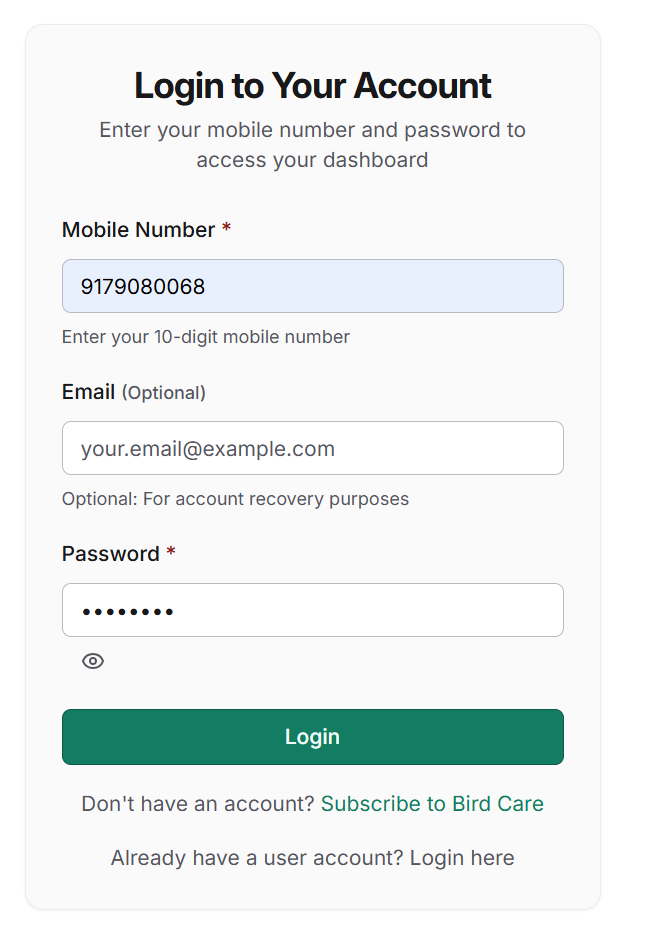 Login to Your Account
Enter your mobile number and password to
access your dashboard
Mobile Number *
9179080068
Enter your 10-digit mobile number
Email (Optional)
your.email@example.com
Optional: For account recovery purposes
Password *
••••••••
Login
Don't have an account? Subscribe to Bird Care
Already have a user account? Login here